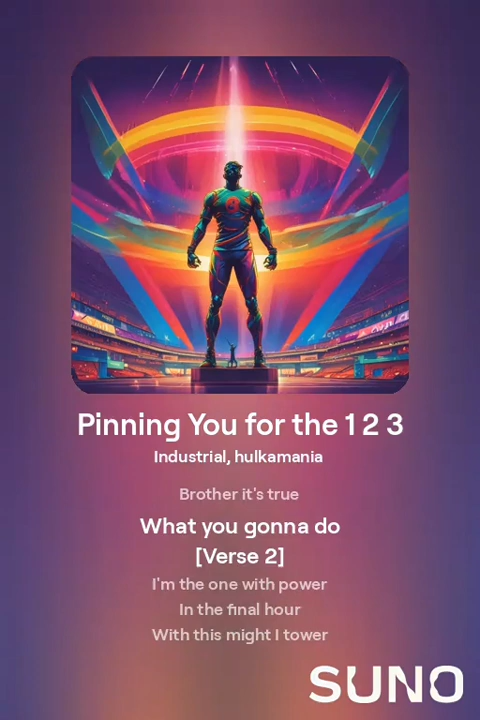 Pinning You for the 1 2 3
Industrial, hulkamania
Brother it's true
What you gonna do
[Verse 2]
I'm the one with power
In the final hour
With this might I tower
SUNO